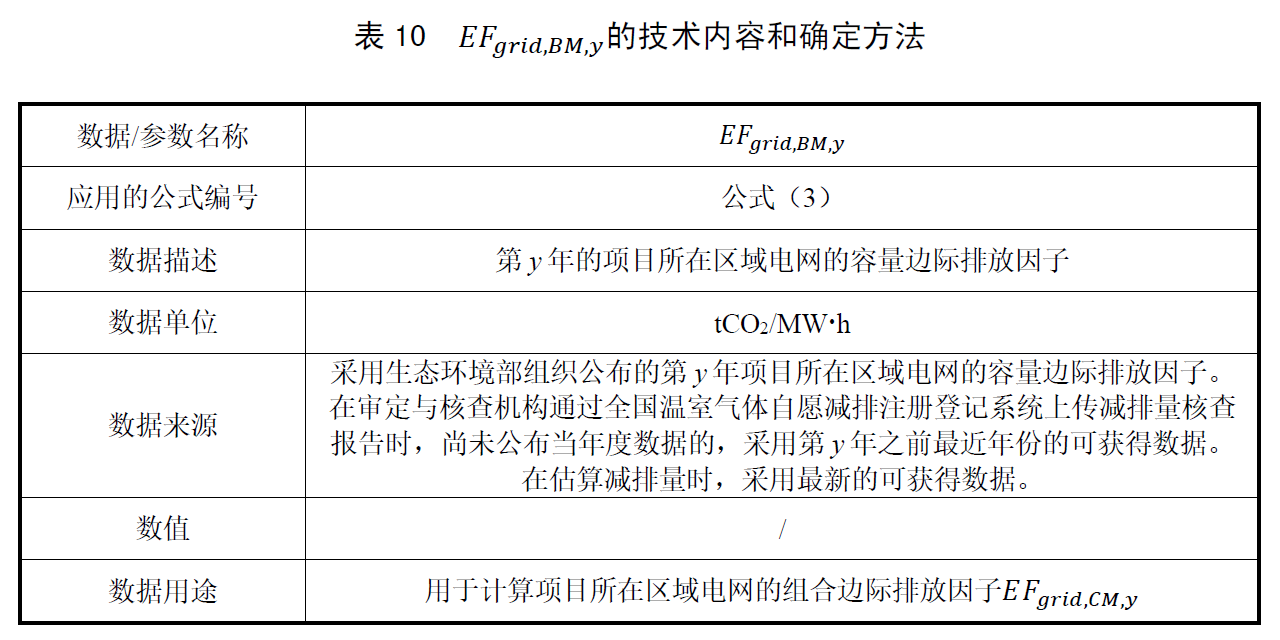 表 10 EFgrid,BM,y的技术内容和确定方法
数据/参数名称
EFgrid,BM,y
应用的公式编号
公式（3）
数据描述
第 y 年的项目所在区域电网的容量边际排放因子
数据单位
tCO₂/MW·h
数据来源
采用生态环境部组织公布的第 y 年项目所在区域电网的容量边际排放因子。
在审定与核查机构通过全国温室气体自愿减排注册登记系统上传减排量核查
报告时，尚未公布当年度数据的，采用第 y 年之前最近年份的可获得数据。
在估算减排量时，采用最新的可获得数据。
数值
/
数据用途
用于计算项目所在区域电网的组合边际排放因子EFgrid,CM,y